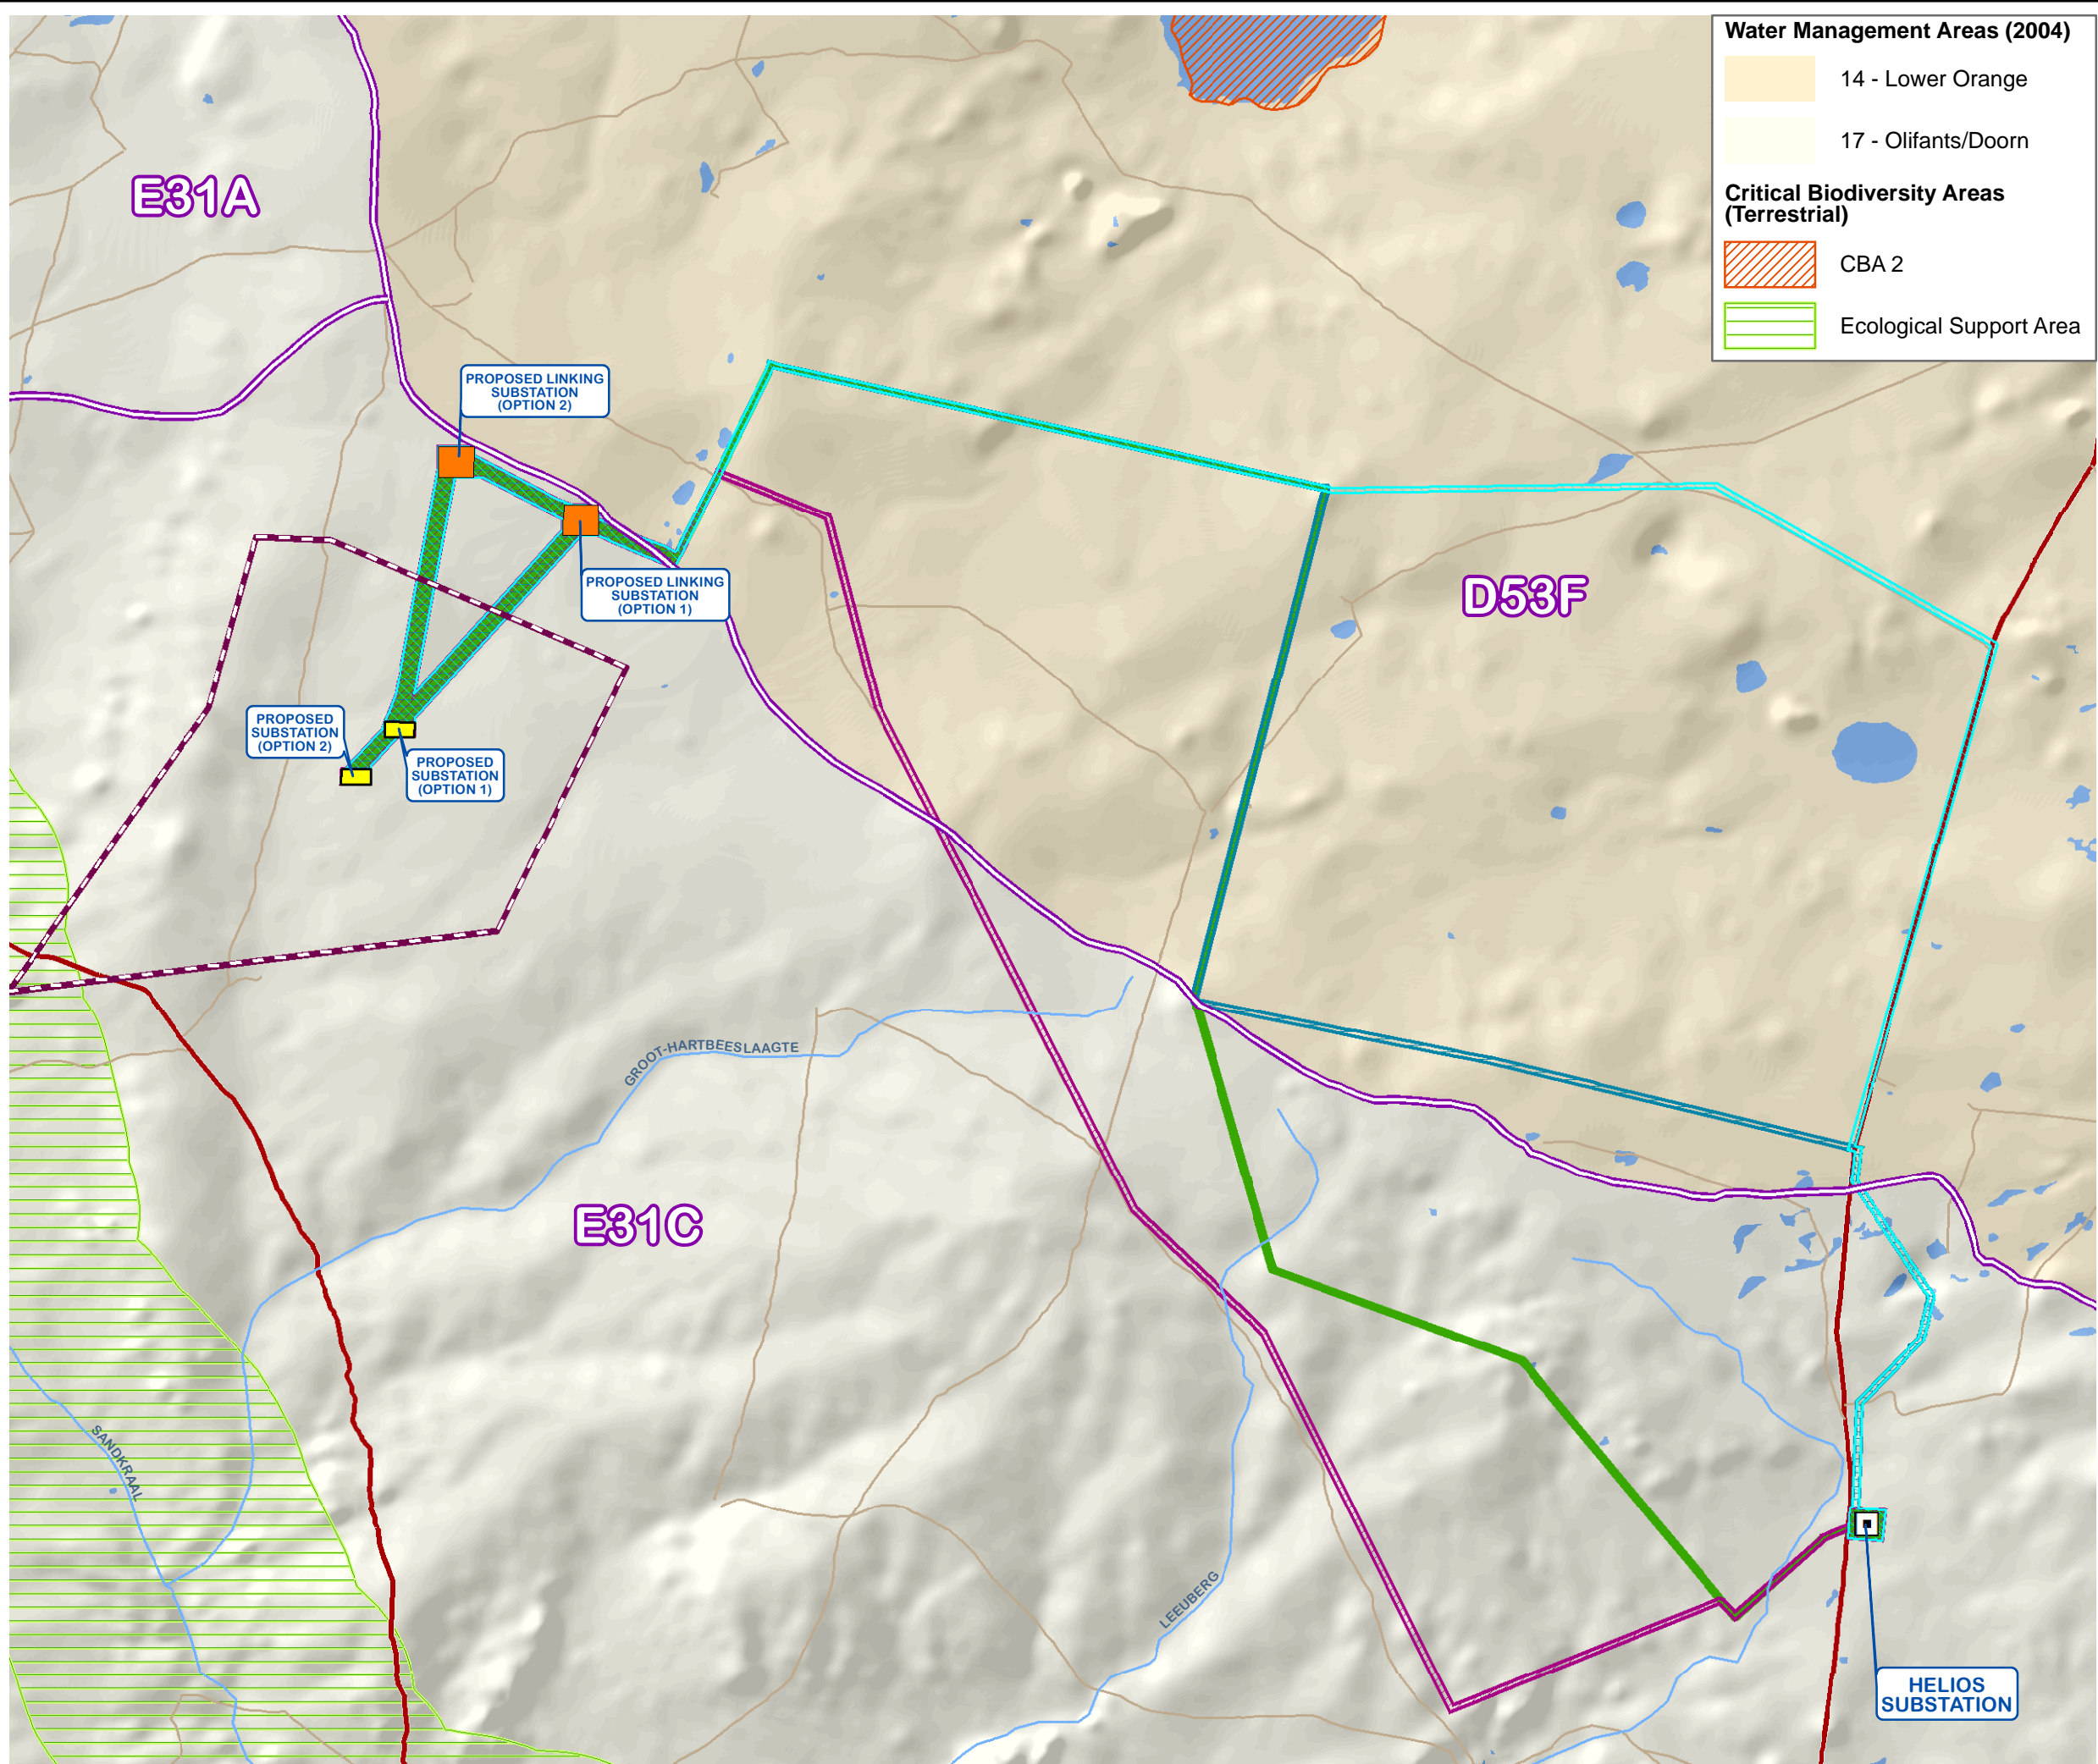 Water Management Areas (2004)
14 - Lower Orange
17 - Olifants/Doorn
Critical Biodiversity Areas
(Terrestrial)
CBA 2
Ecological Support Area
E31A
PROPOSED LINKING
SUBSTATION
(OPTION 2)
PROPOSED LINKING
SUBSTATION
(OPTION 1)
D53F
PROPOSED
SUBSTATION
(OPTION 2)
PROPOSED
SUBSTATION
(OPTION 1)
GROOT-HARTBEESLAAGTE
E31C
SANDKRAAL
LEEUBERG
HELIOS
SUBSTATION